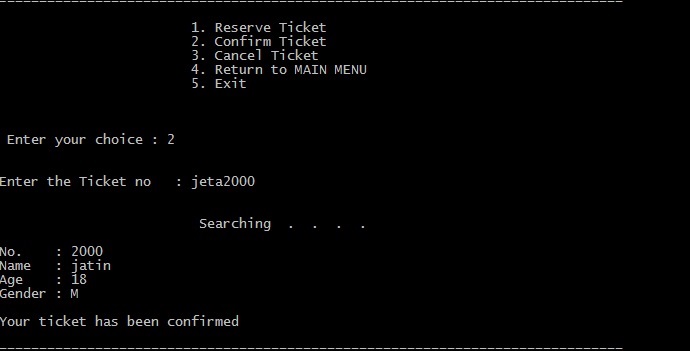 1. Reserve Ticket
2. Confirm Ticket
3. Cancel Ticket
4. Return to MAIN MENU
5. Exit
Enter your choice : 2
Enter the Ticket no   : jeta2000
Searching  .  .  .  .
No.    : 2000
Name   : jatin
Age    : 18
Gender : M
Your ticket has been confirmed